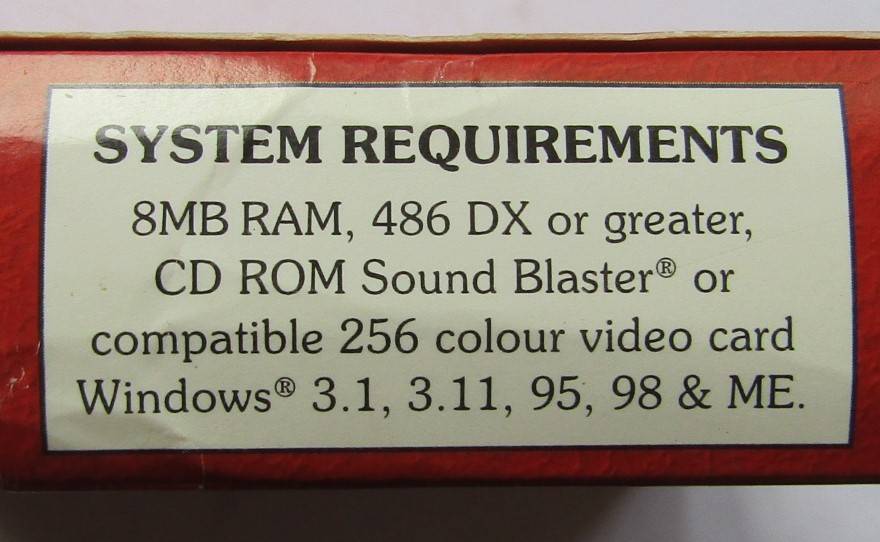 SYSTEM REQUIREMENTS
8MB RAM, 486 DX or greater,
CD ROM Sound Blaster® or
compatible 256 colour video card
Windows® 3.1, 3.11, 95, 98 & ME.